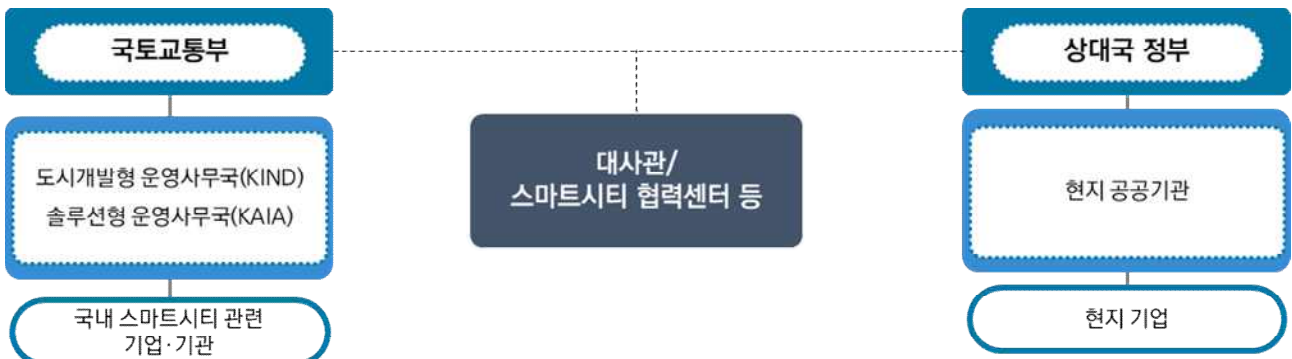 국토교통부
상대국 정부
도시개발형 운영사무국(KIND)
솔루션형 운영사무국(KAIA)
대사관/
스마트시티 협력센터 등
현지 공공기관
국내 스마트시티 관련
기업·기관
현지 기업